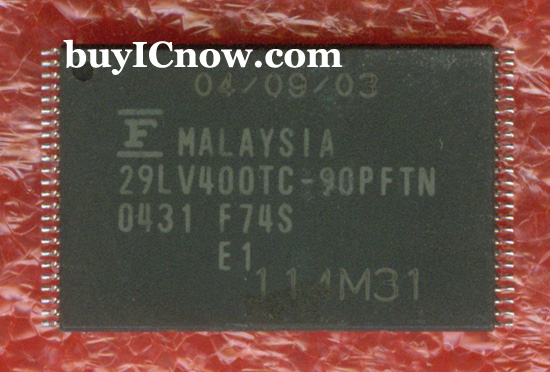 buyICnow.com
04/09/03
F MALAYSIA
29LV400TC-90PFTN
0431 F74S
E1
114M31